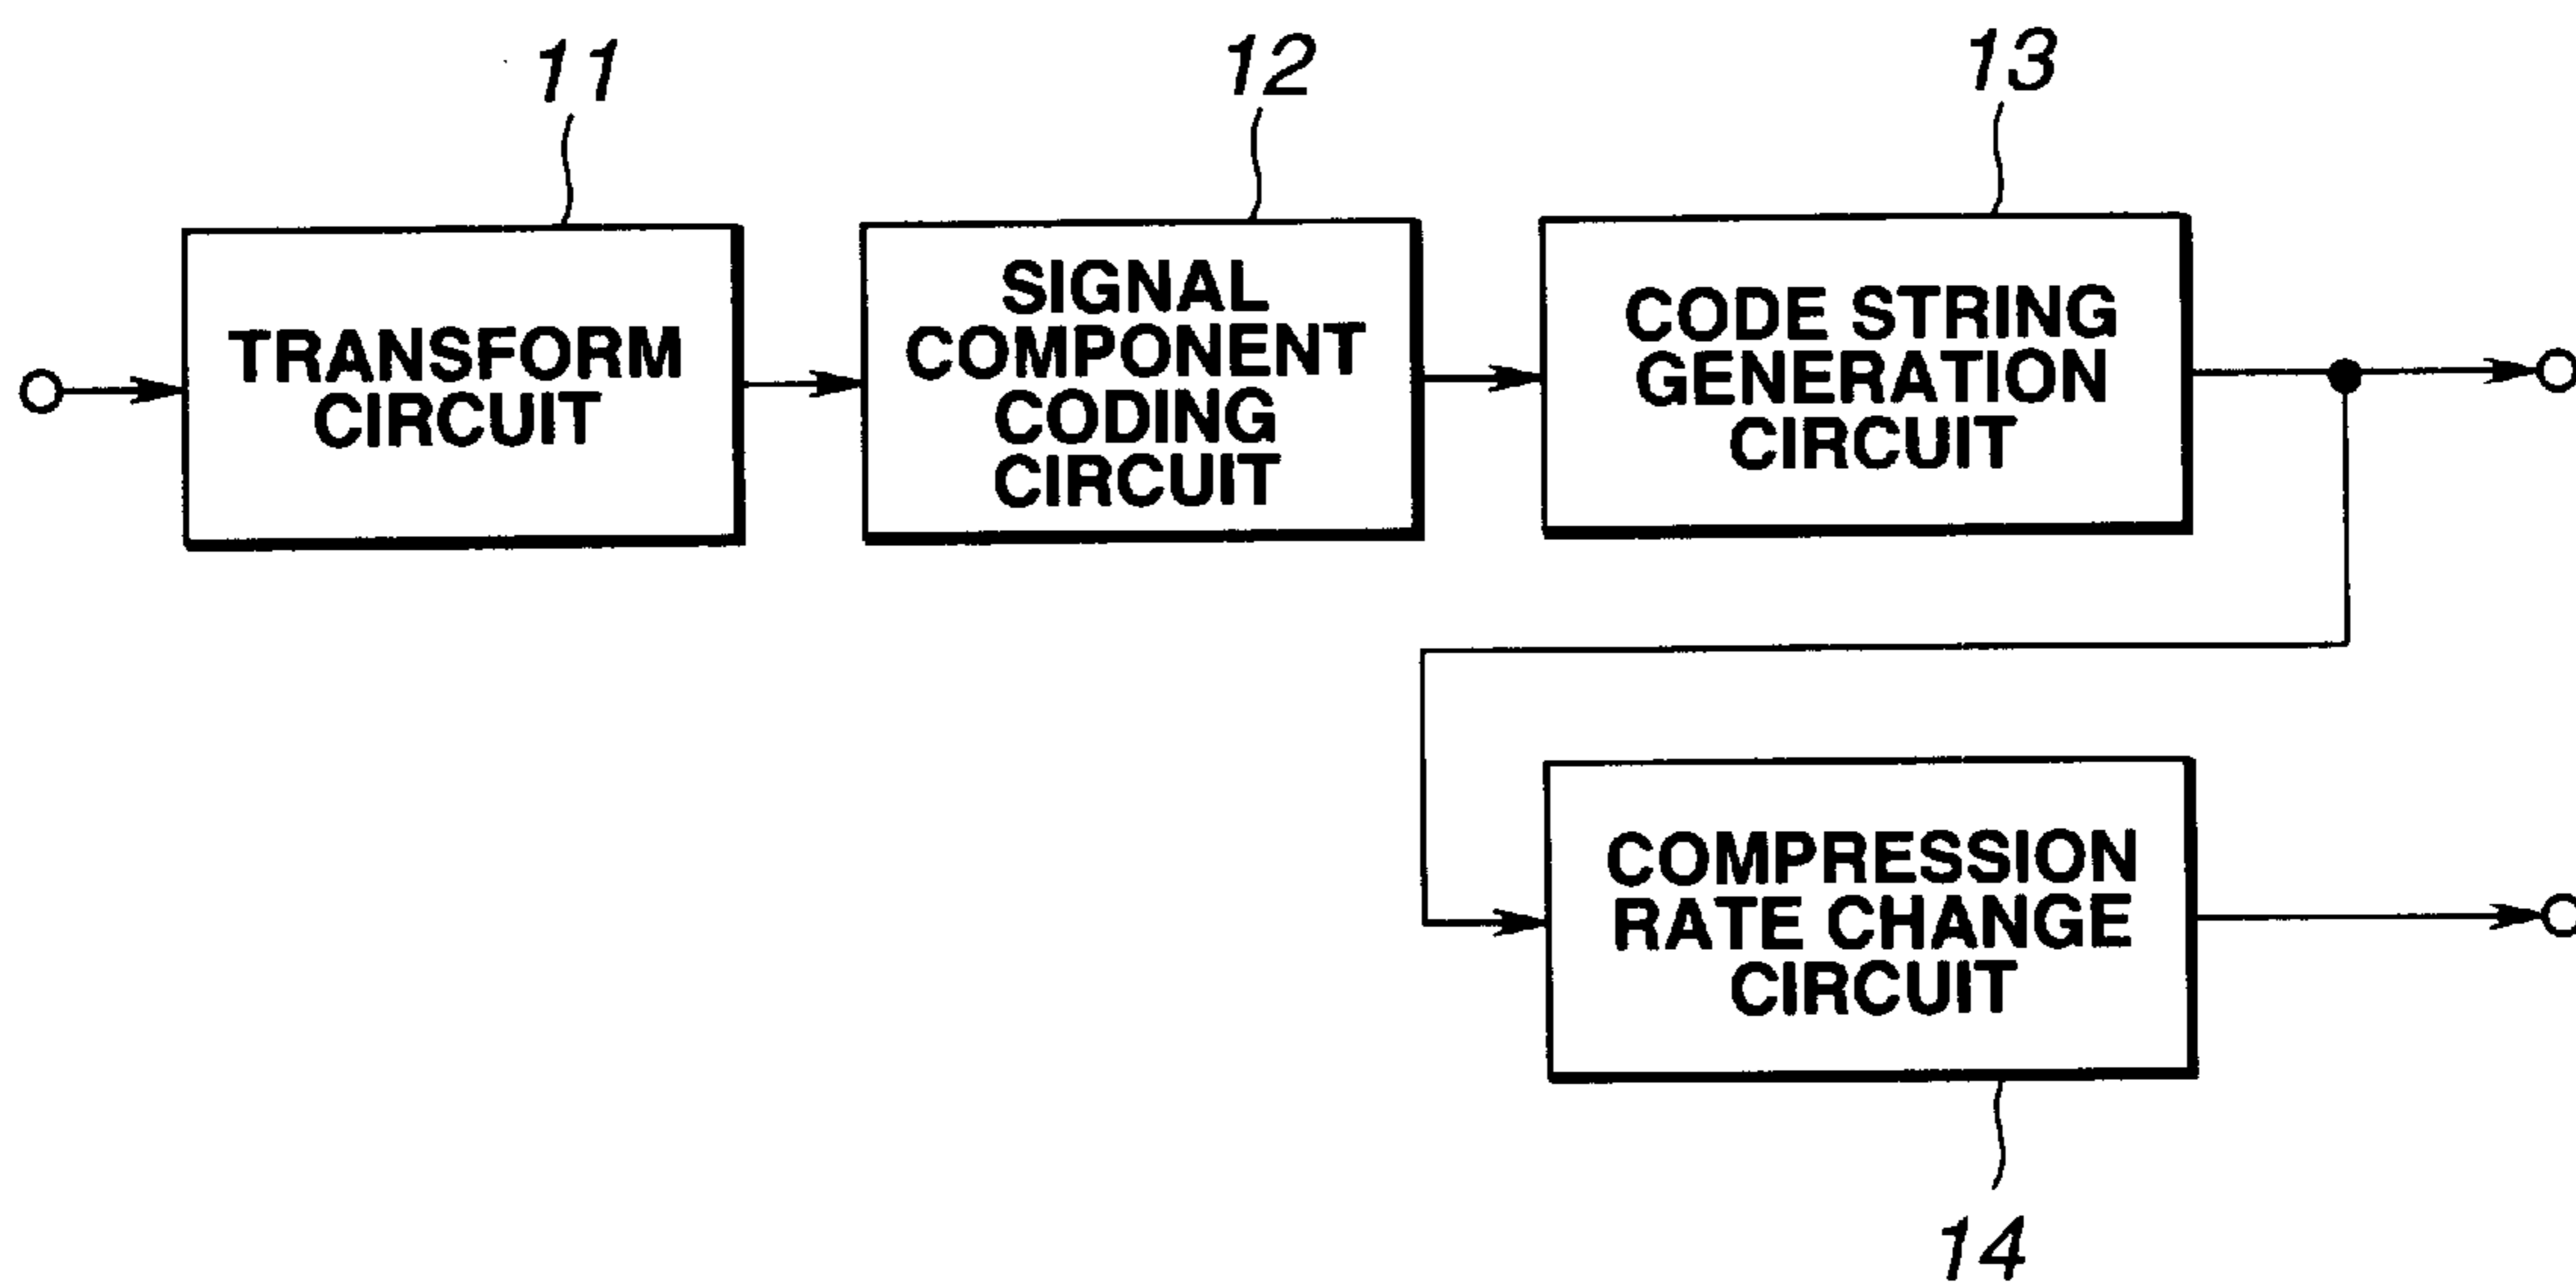 11
12
13
TRANSFORM
CIRCUIT
SIGNAL
COMPONENT
CODING
CIRCUIT
CODE STRING
GENERATION
CIRCUIT
COMPRESSION
RATE CHANGE
CIRCUIT
14